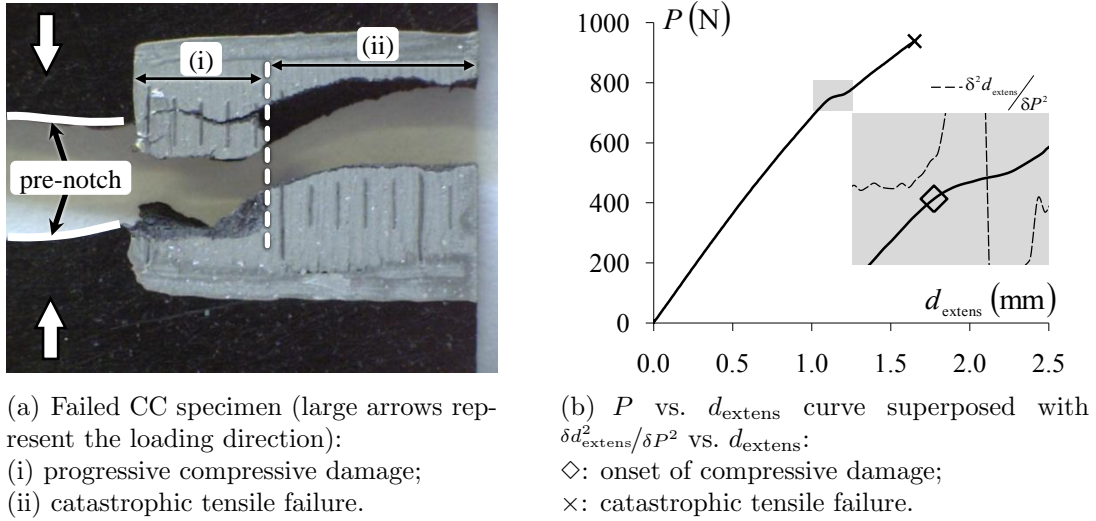 (i)
(ii)
pre-notch
P (N)
1000
800
600
400
200
0
0.0 0.5 1.0 1.5 2.0 2.5
d_extens (mm)
δ²d_extens/δP²
(a) Failed CC specimen (large arrows rep-
resent the loading direction):
(i) progressive compressive damage;
(ii) catastrophic tensile failure.
(b) P vs. d_extens curve superposed with
δd²_extens/δP² vs. d_extens:
◇: onset of compressive damage;
×: catastrophic tensile failure.